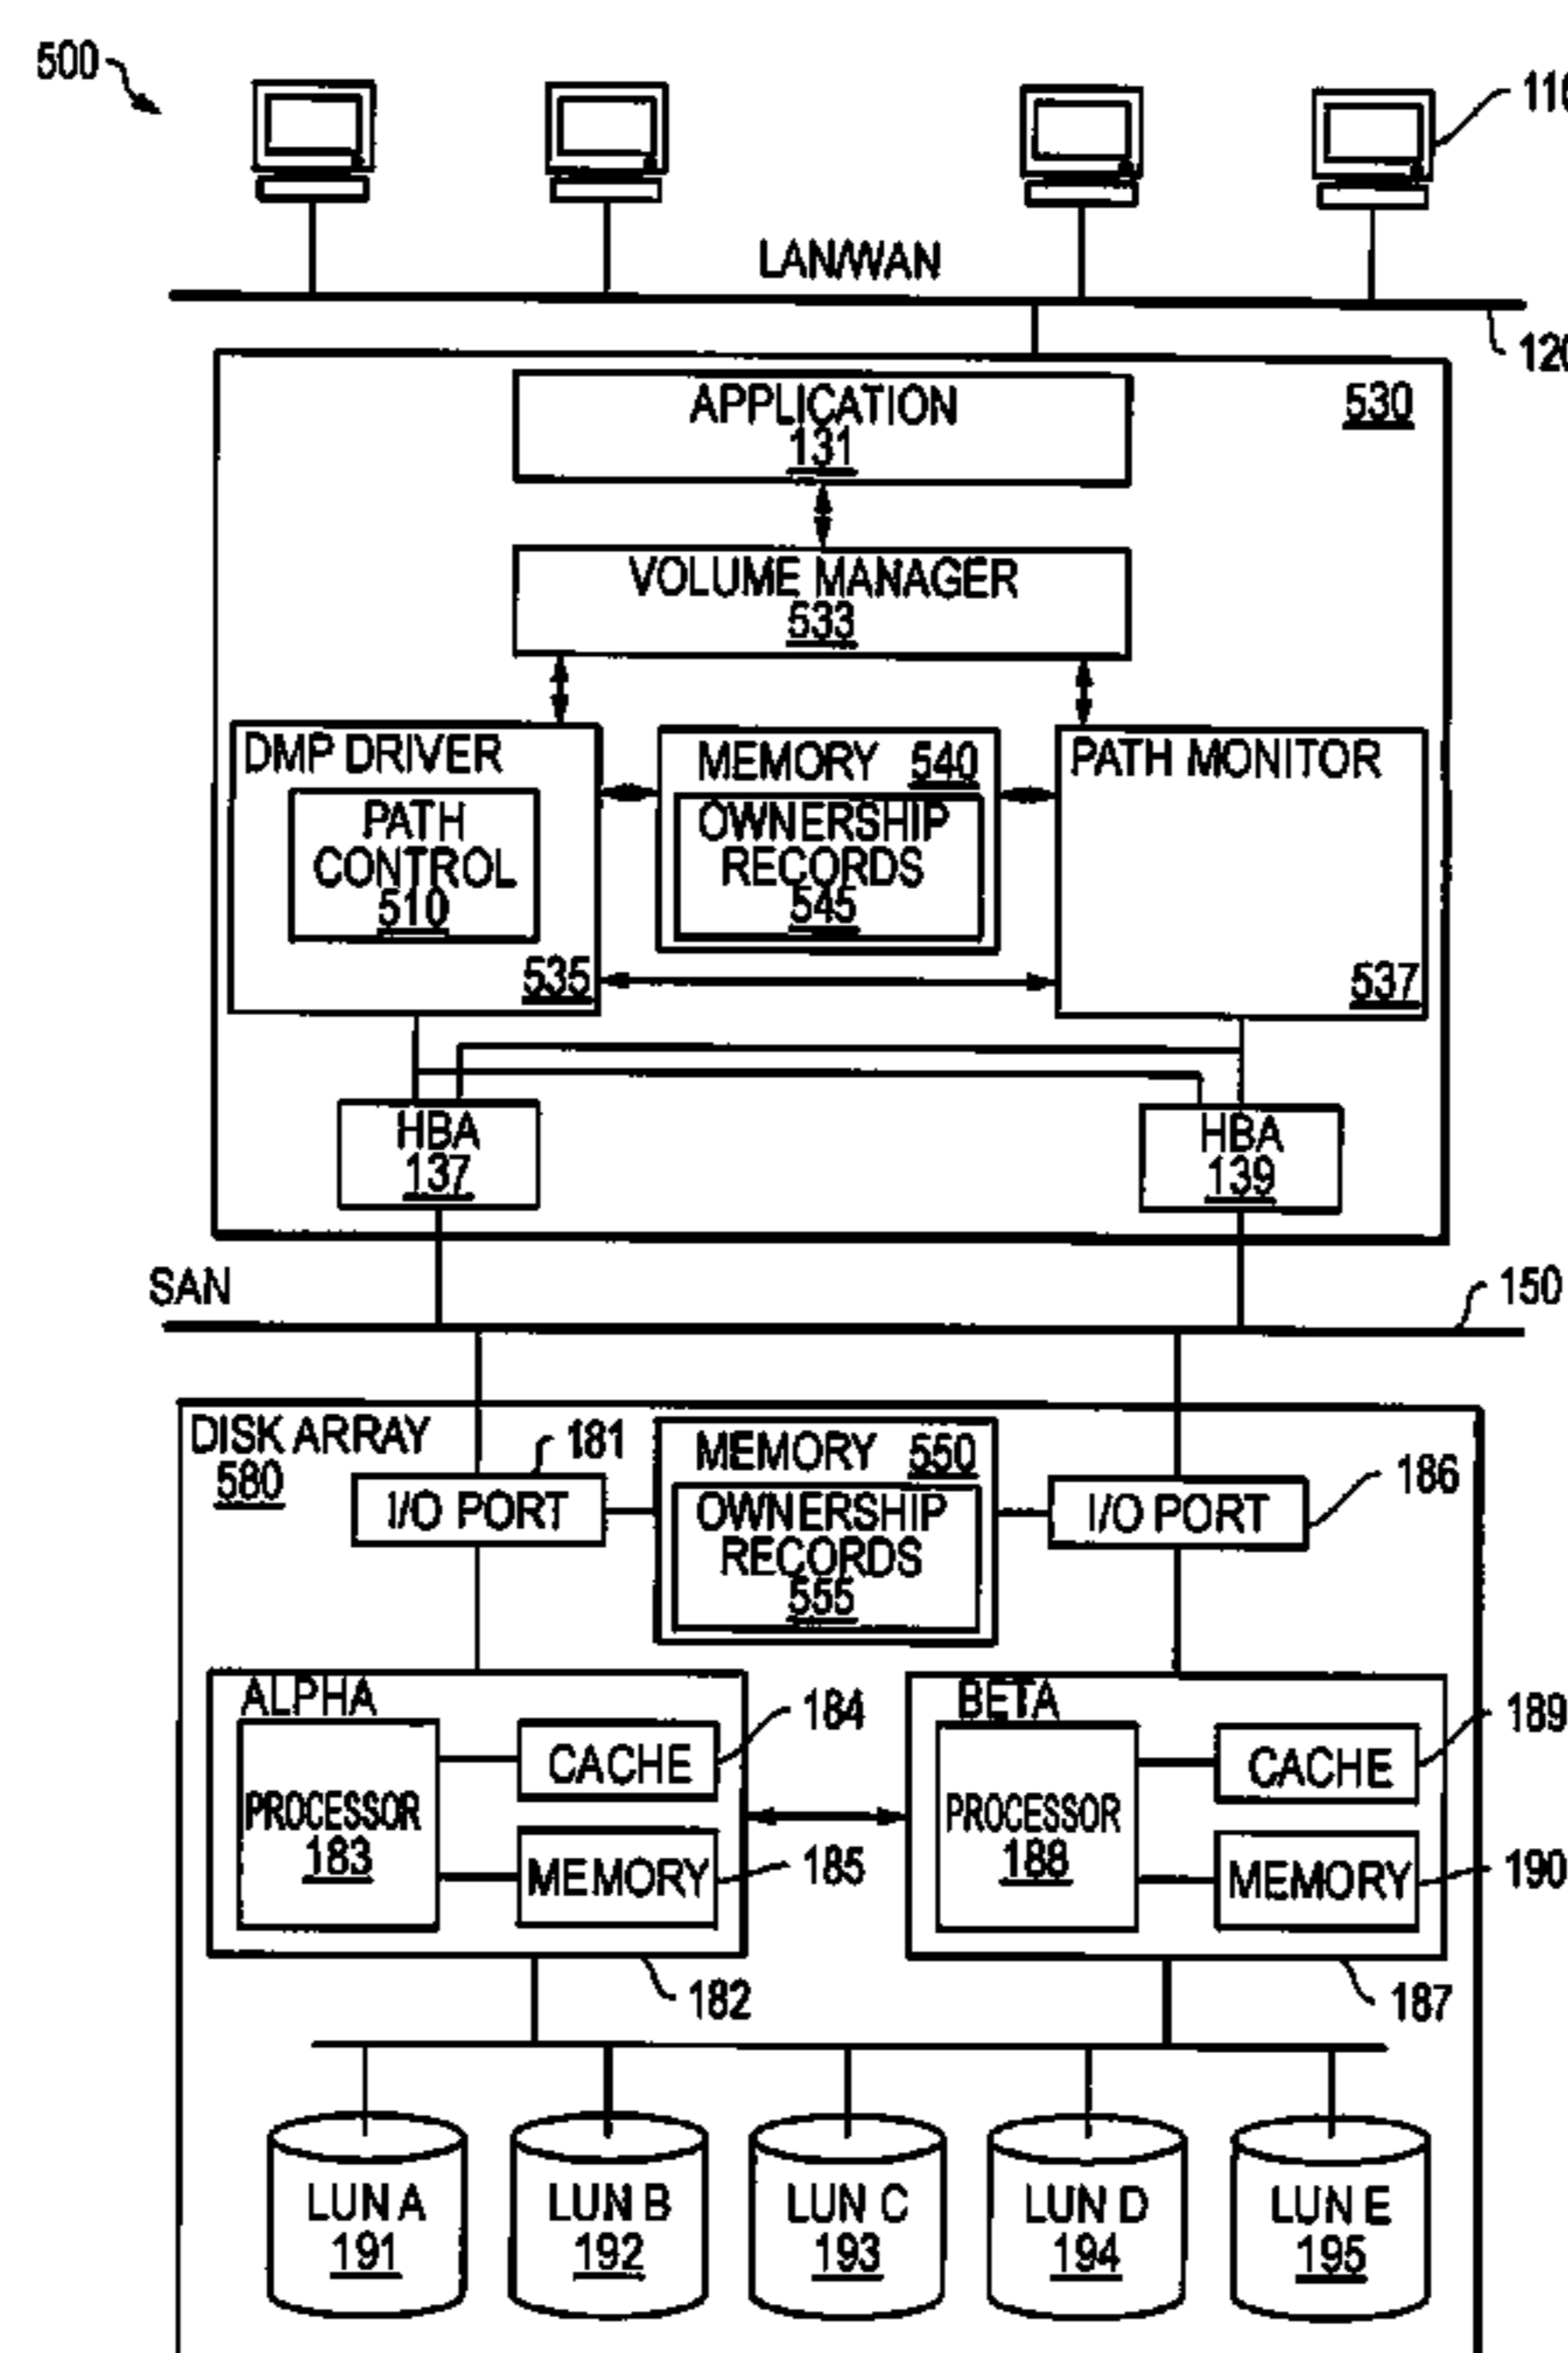 500
LAN/WAN
APPLICATION
131
530
VOLUME MANAGER
533
DMP DRIVER
PATH
CONTROL
510
535
MEMORY 540
OWNERSHIP
RECORDS
545
PATH MONITOR
537
HBA
137
HBA
139
SAN
150
DISK ARRAY
580
181
I/O PORT
MEMORY 550
OWNERSHIP
RECORDS
555
186
I/O PORT
ALPHA
PROCESSOR
183
184
CACHE
185
MEMORY
182
BETA
PROCESSOR
188
189
CACHE
190
MEMORY
187
LUN A
191
LUN B
192
LUN C
193
LUN D
194
LUN E
195